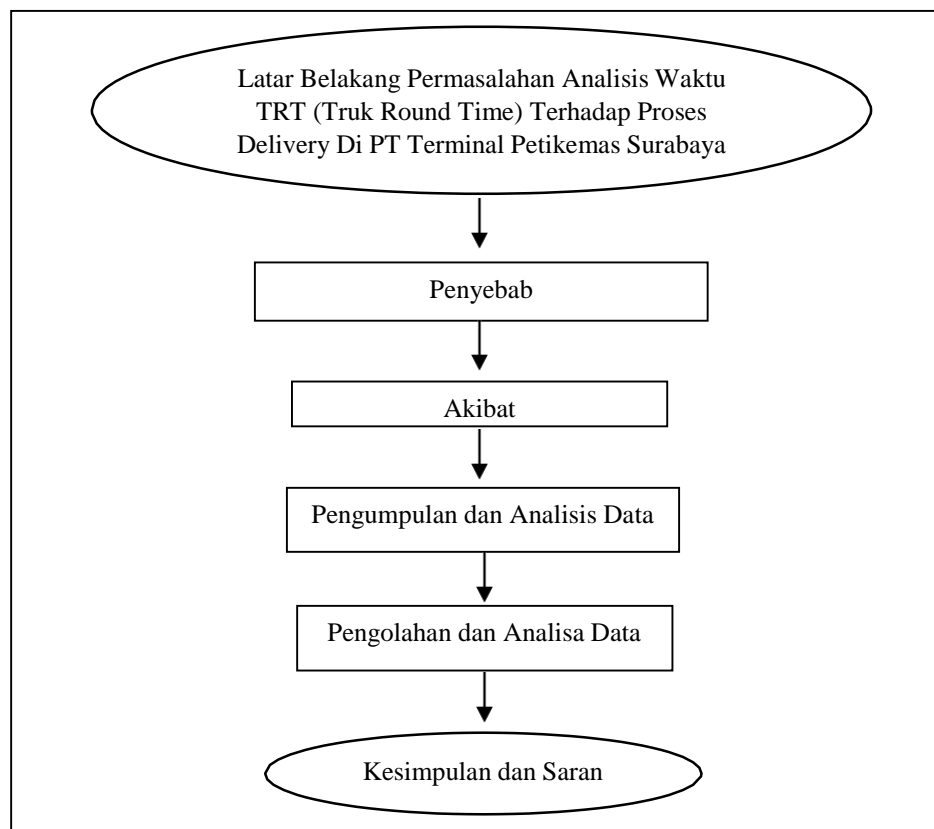 Latar Belakang Permasalahan Analisis Waktu
TRT (Truk Round Time) Terhadap Proses
Delivery Di PT Terminal Petikemas Surabaya
Penyebab
Akibat
Pengumpulan dan Analisis Data
Pengolahan dan Analisa Data
Kesimpulan dan Saran